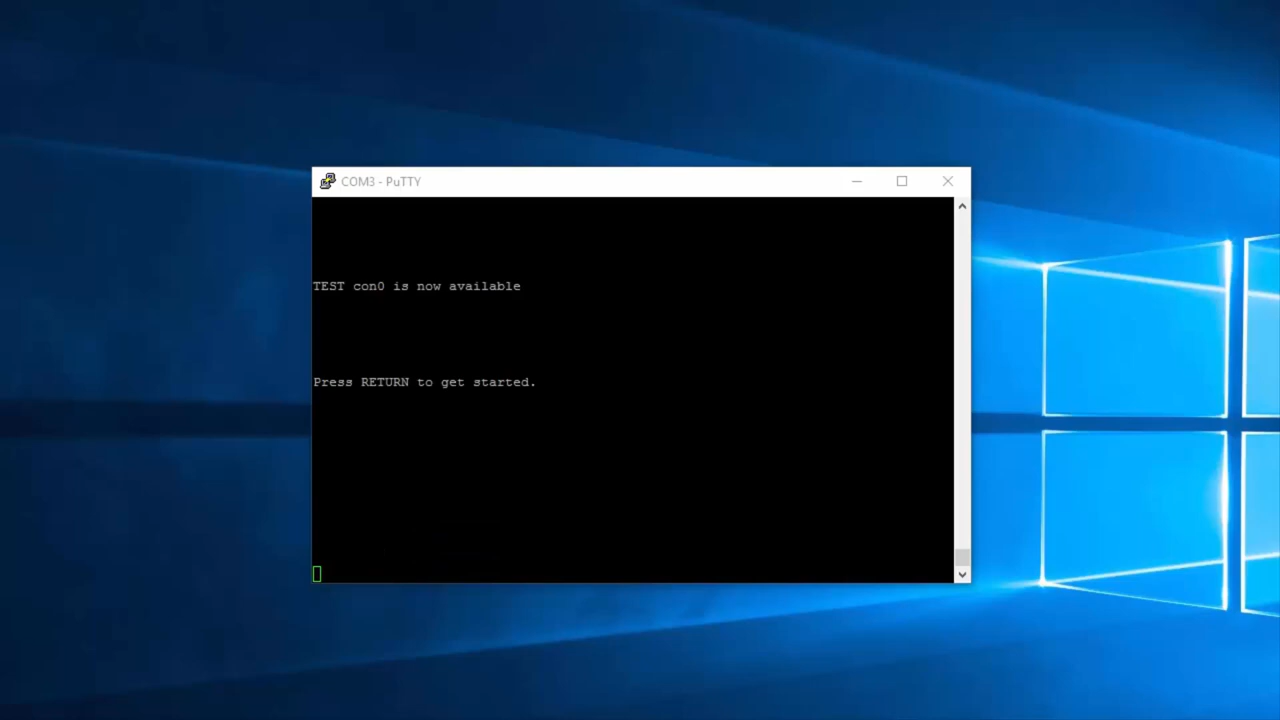 COM3 - PuTTY
TEST con0 is now available
Press RETURN to get started.